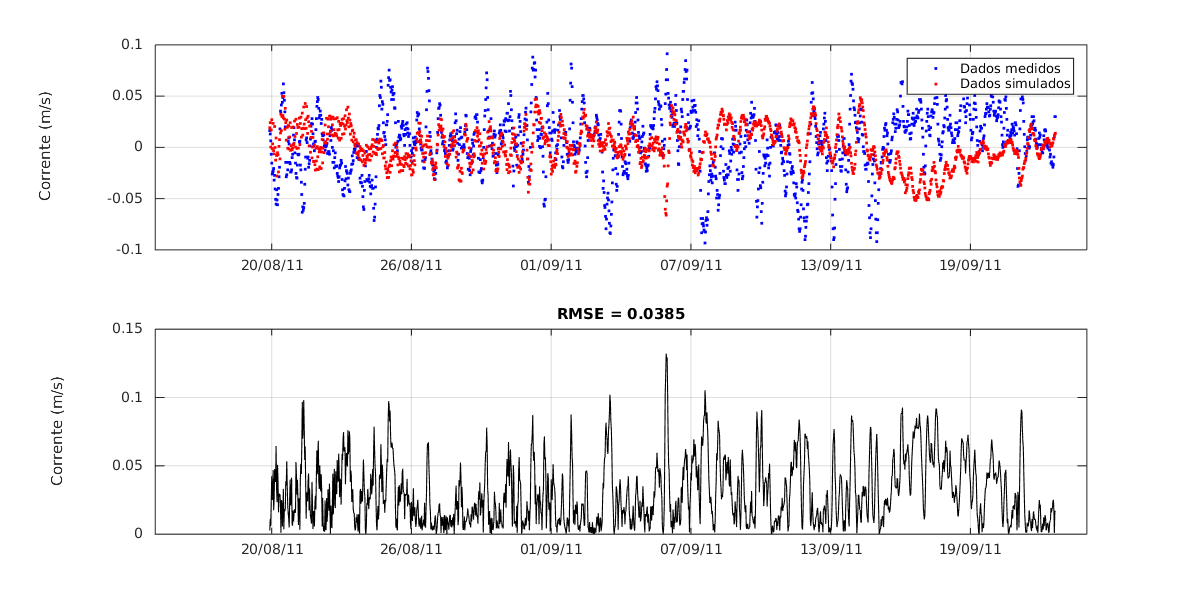 0.1
0.05
0
-0.05
-0.1
Corrente (m/s)
Dados medidos
Dados simulados
20/08/11 26/08/11 01/09/11 07/09/11 13/09/11 19/09/11
RMSE = 0.0385
0.15
0.1
0.05
0
Corrente (m/s)
20/08/11 26/08/11 01/09/11 07/09/11 13/09/11 19/09/11